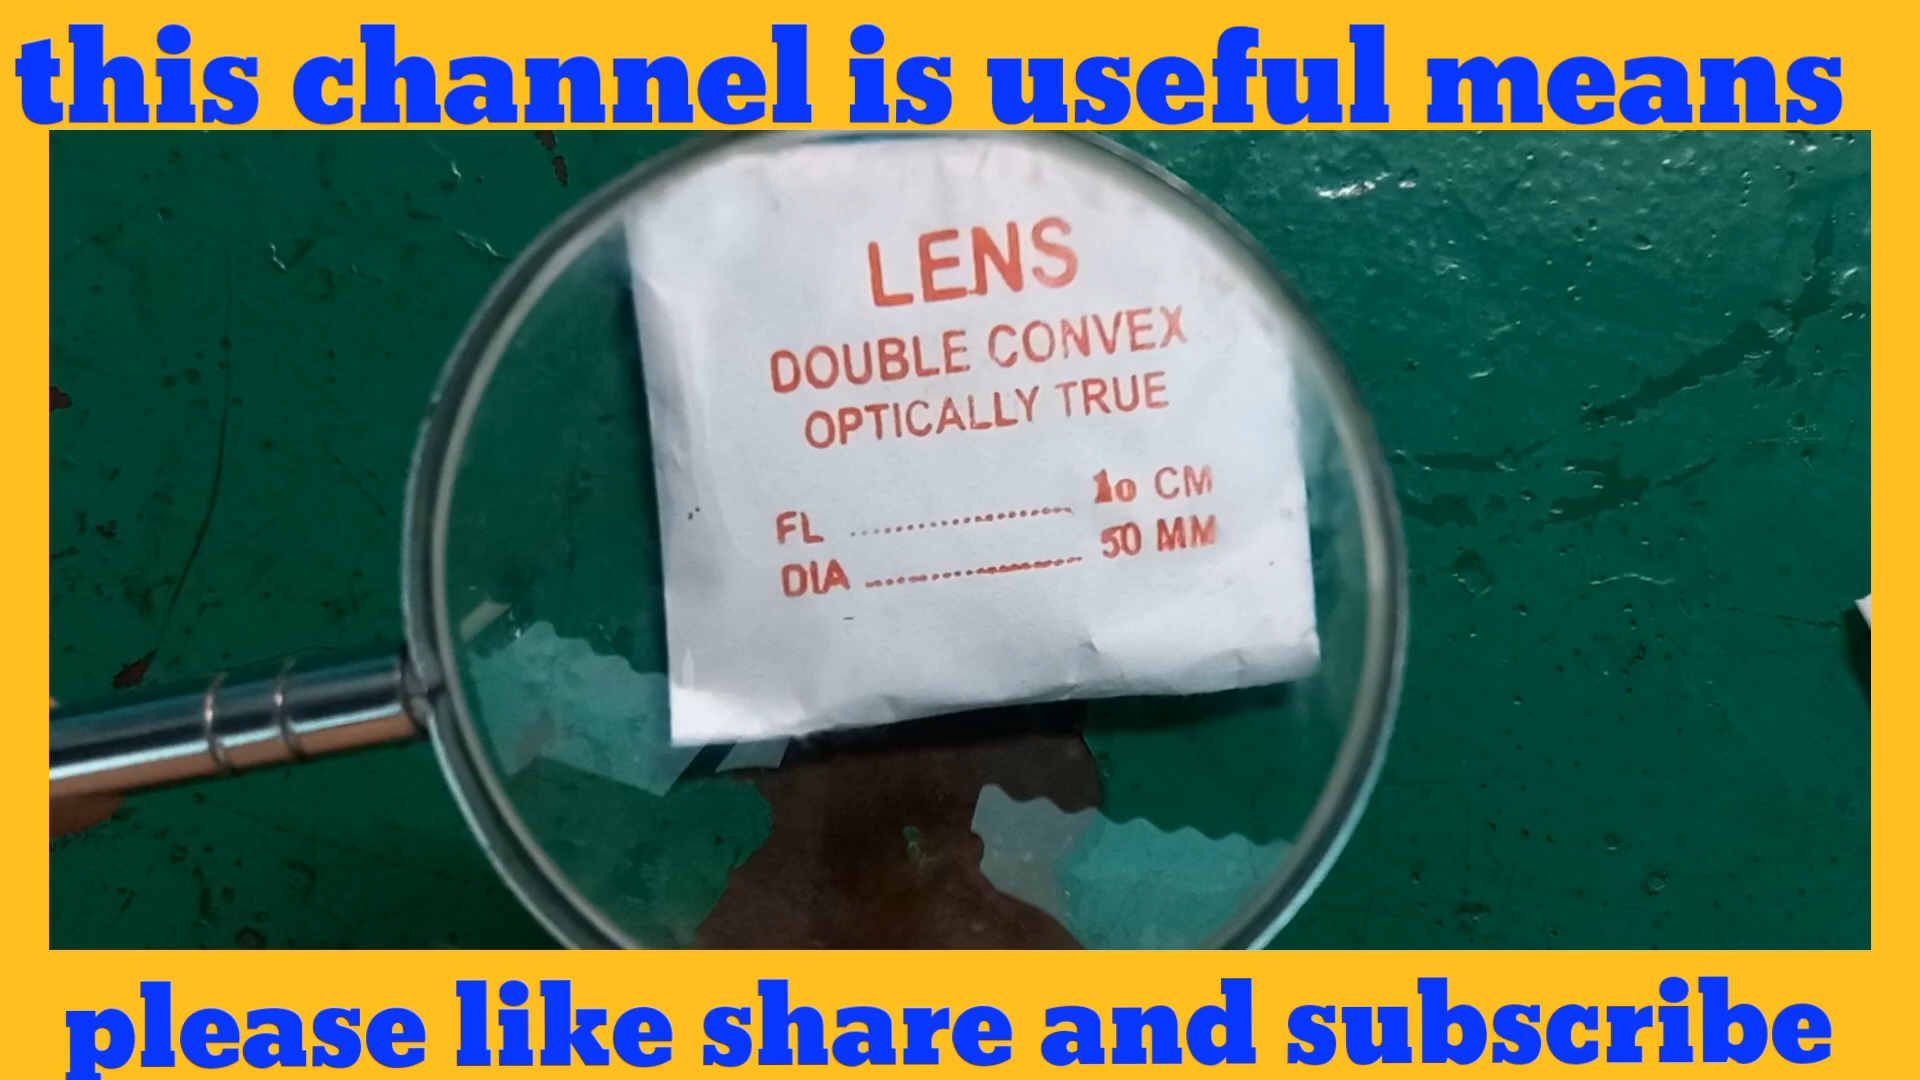 this channel is useful means
LENS
DOUBLE CONVEX
OPTICALLY TRUE
FL .................... 10 CM
DIA .................... 50 MM
please like share and subscribe